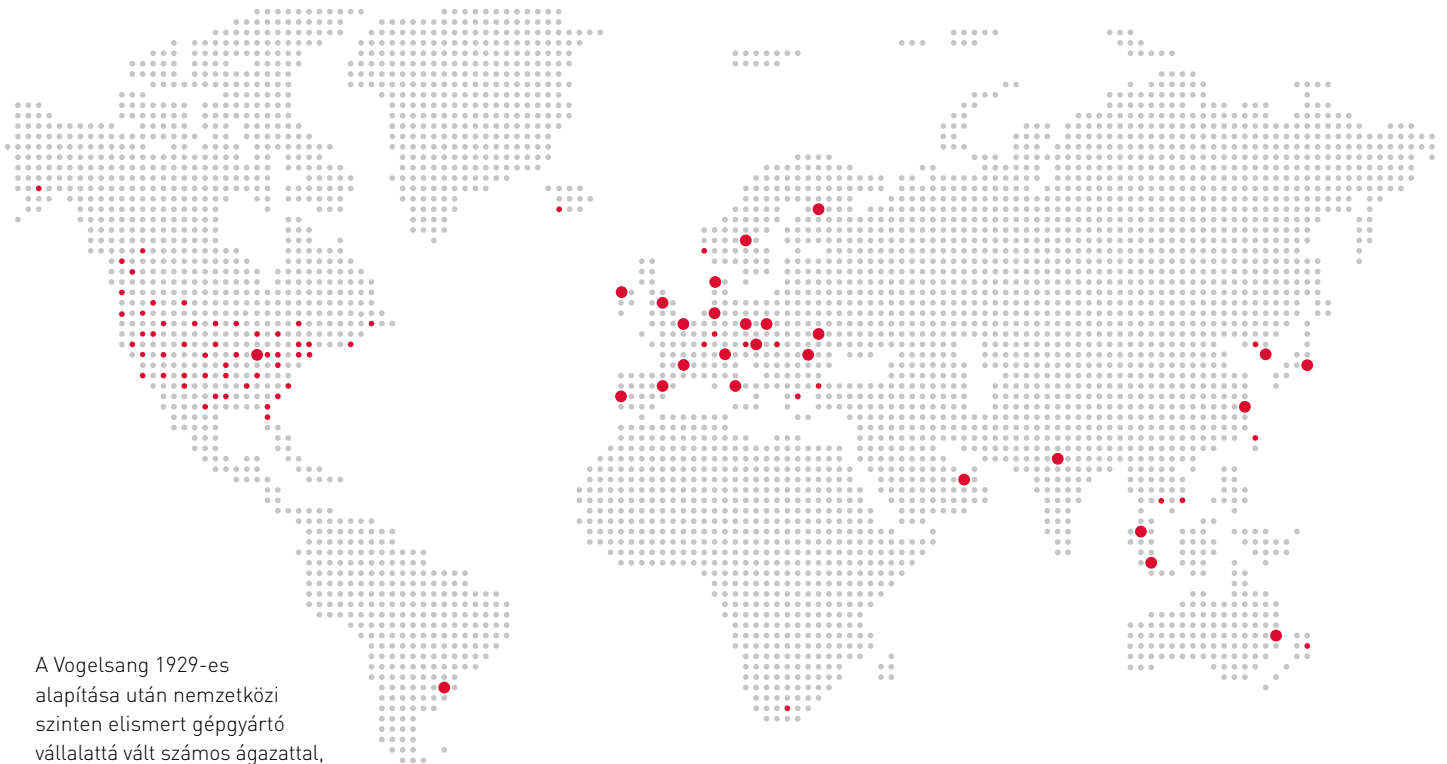 A Vogelsang 1929-es
alapítása után nemzetközi
szinten elismert gépgyártó
vállalattá vált számos ágazattal,